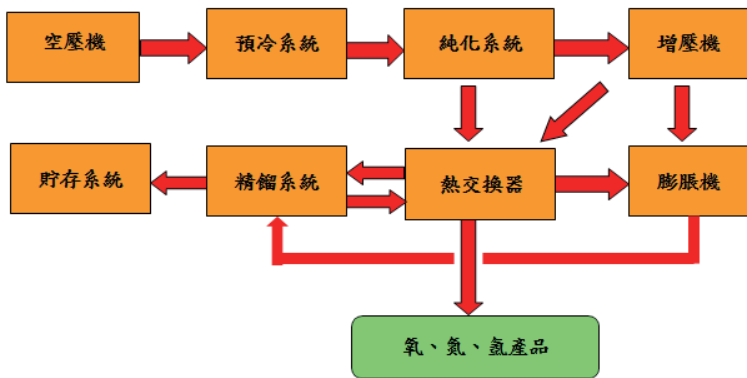 空壓機
預冷系統
純化系統
增壓機
貯存系統
精餾系統
熱交換器
膨脹機
氧、氮、氬產品